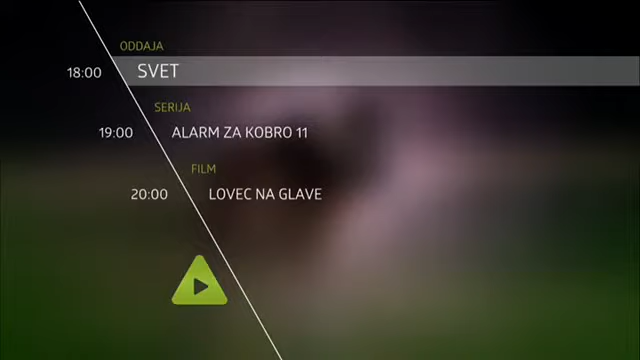 ODDAJA
18:00 SVET
SERIJA
19:00 ALARM ZA KOBRO 11
FILM
20:00 LOVEC NA GLAVE